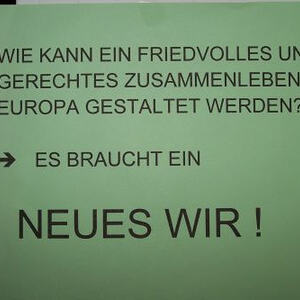 WIE KANN EIN FRIEDVOLLES UN
GERECHTES ZUSAMMENLEBEN
EUROPA GESTALTET WERDEN?
→ ES BRAUCHT EIN
NEUES WIR !